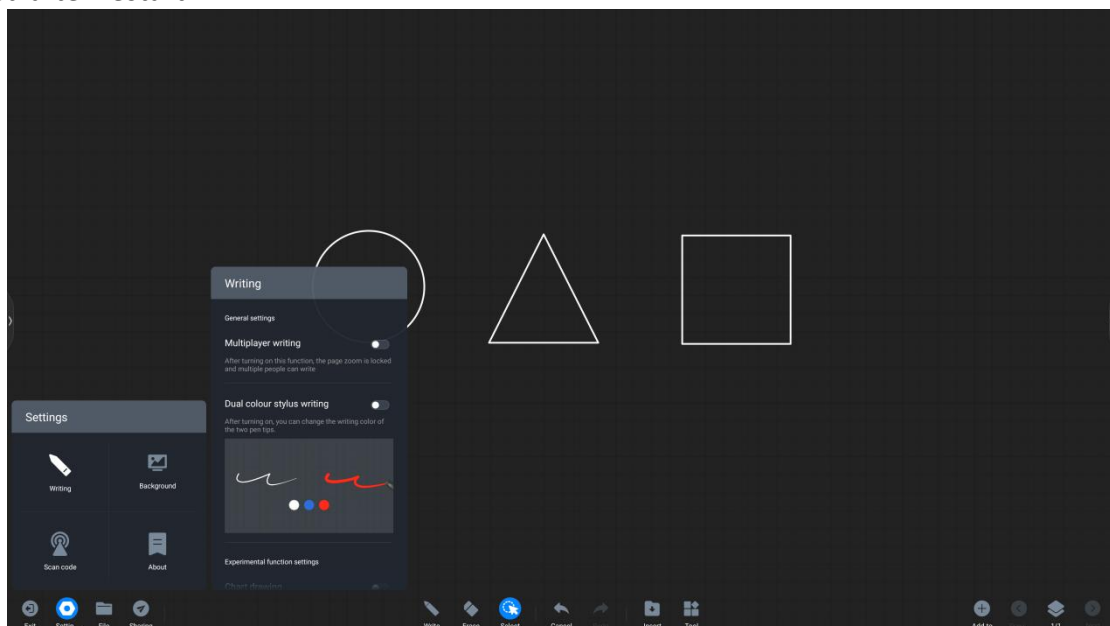 Writing
General settings
Multiplayer writing
After turning on this function, the page zoom is locked
and multiple people can write
Dual colour stylus writing
After turning on, you can change the writing color of
the two pen tips.
Experimental function settings
Chart drawing
Settings
Writing
Background
Scan code
About
Exit
Settin
File
Sharing
Write
Erase
Select
Cancel
Insert
Tool
Add to
1/1